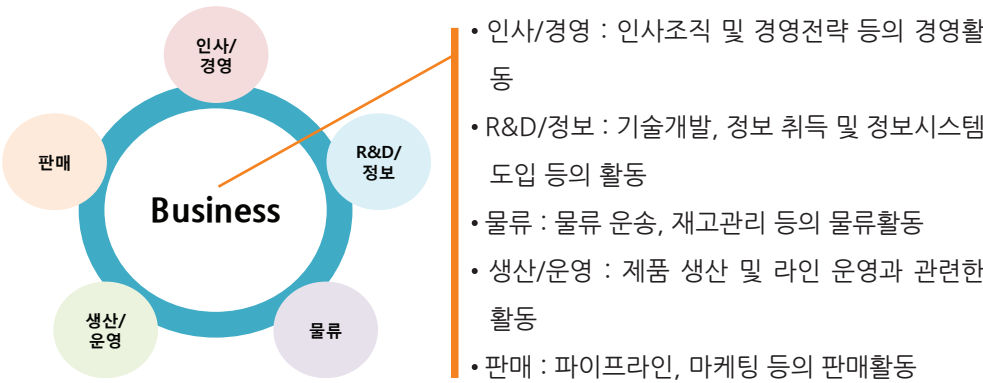 인사/
경영
판매
R&D/
정보
Business
생산/
운영
물류
• 인사/경영 : 인사조직 및 경영전략 등의 경영활
동
• R&D/정보 : 기술개발, 정보 취득 및 정보시스템
도입 등의 활동
• 물류 : 물류 운송, 재고관리 등의 물류활동
• 생산/운영 : 제품 생산 및 라인 운영과 관련한
활동
• 판매 : 파이프라인, 마케팅 등의 판매활동